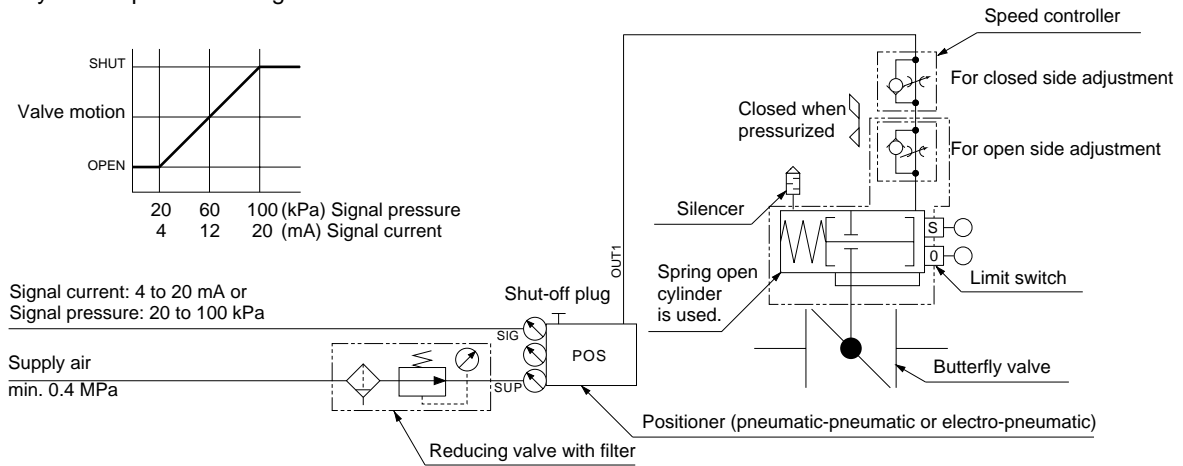 Speed controller
SHUT
Valve motion
OPEN
20 60 100 (kPa) Signal pressure
4 12 20 (mA) Signal current
For closed side adjustment
Closed when
pressurized
For open side adjustment
Silencer
S
0
Limit switch
Spring open
cylinder
is used.
OUT1
Signal current: 4 to 20 mA or
Signal pressure: 20 to 100 kPa
Shut-off plug
SIG
POS
Supply air
min. 0.4 MPa
SUP
Butterfly valve
Positioner (pneumatic-pneumatic or electro-pneumatic)
Reducing valve with filter